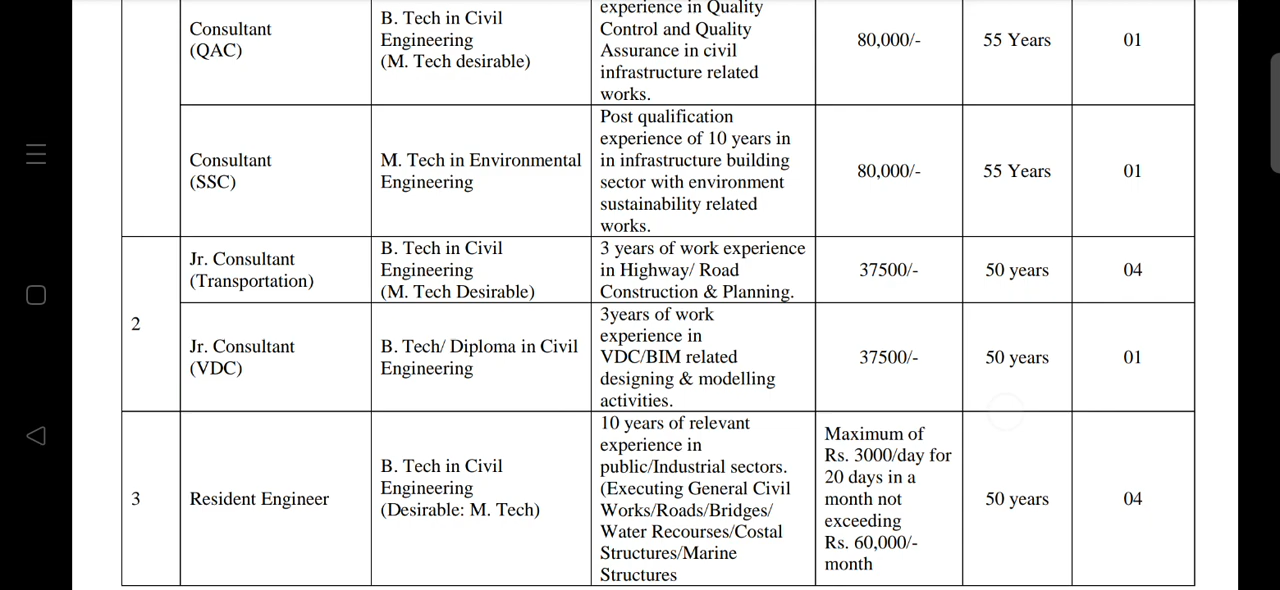 Consultant
(QAC)
B. Tech in Civil
Engineering
(M. Tech desirable)
experience in Quality
Control and Quality
Assurance in civil
infrastructure related
works.
80,000/-
55 Years
01
Consultant
(SSC)
M. Tech in Environmental
Engineering
Post qualification
experience of 10 years in
in infrastructure building
sector with environment
sustainability related
works.
80,000/-
55 Years
01
2
Jr. Consultant
(Transportation)
B. Tech in Civil
Engineering
(M. Tech Desirable)
3 years of work experience
in Highway/ Road
Construction & Planning.
37500/-
50 years
04
Jr. Consultant
(VDC)
B. Tech/ Diploma in Civil
Engineering
3years of work
experience in
VDC/BIM related
designing & modelling
activities.
37500/-
50 years
01
3
Resident Engineer
B. Tech in Civil
Engineering
(Desirable: M. Tech)
10 years of relevant
experience in
public/Industrial sectors.
(Executing General Civil
Works/Roads/Bridges/
Water Recourses/Costal
Structures/Marine
Structures
Maximum of
Rs. 3000/day for
20 days in a
month not
exceeding
Rs. 60,000/-
month
50 years
04